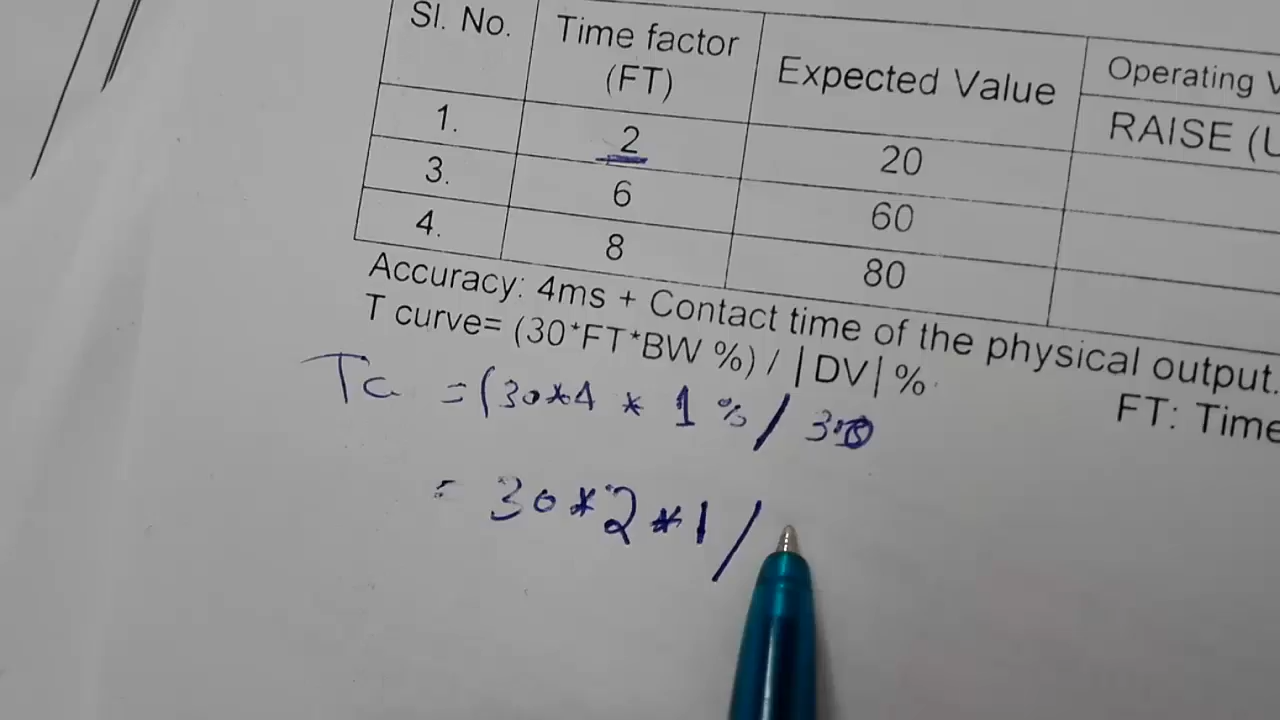 Sl. No. Time factor (FT) Expected Value Operating V
RAISE (U
1. 2 20
3. 6 60
4. 8 80
Accuracy: 4ms + Contact time of the physical output.
T curve= (30*FT*BW %) / |DV| %
FT: Time
= (30*4 * 1 % /
= 30*2*1/